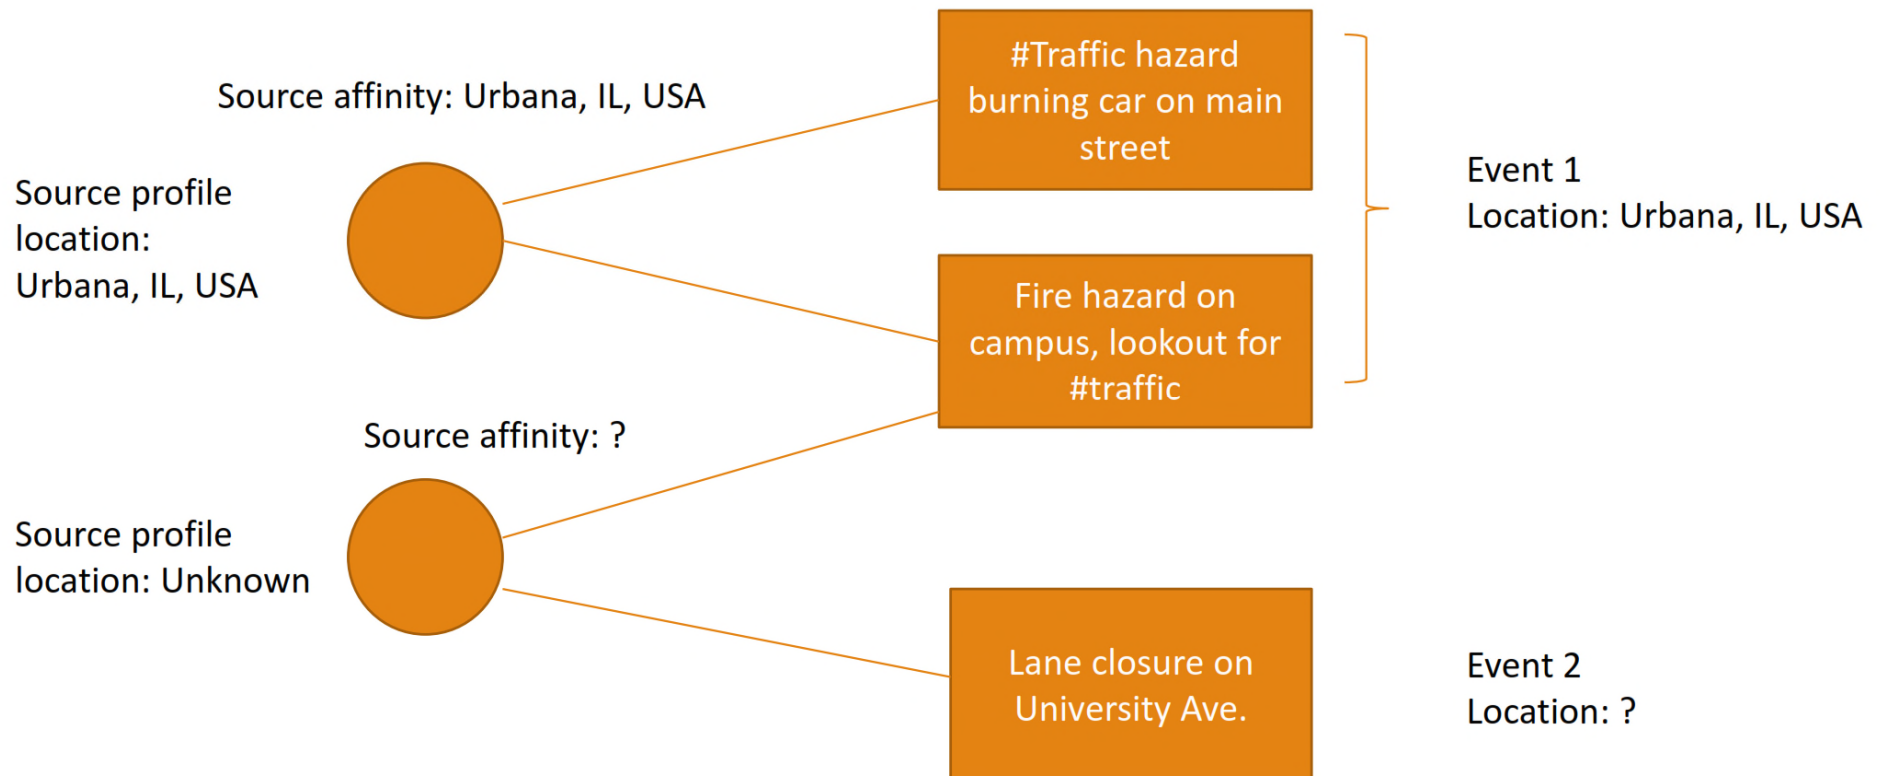 #Traffic hazard
burning car on main
street
Source affinity: Urbana, IL, USA
Source profile
location:
Urbana, IL, USA
Event 1
Location: Urbana, IL, USA
Fire hazard on
campus, lookout for
#traffic
Source affinity: ?
Source profile
location: Unknown
Lane closure on
University Ave.
Event 2
Location: ?